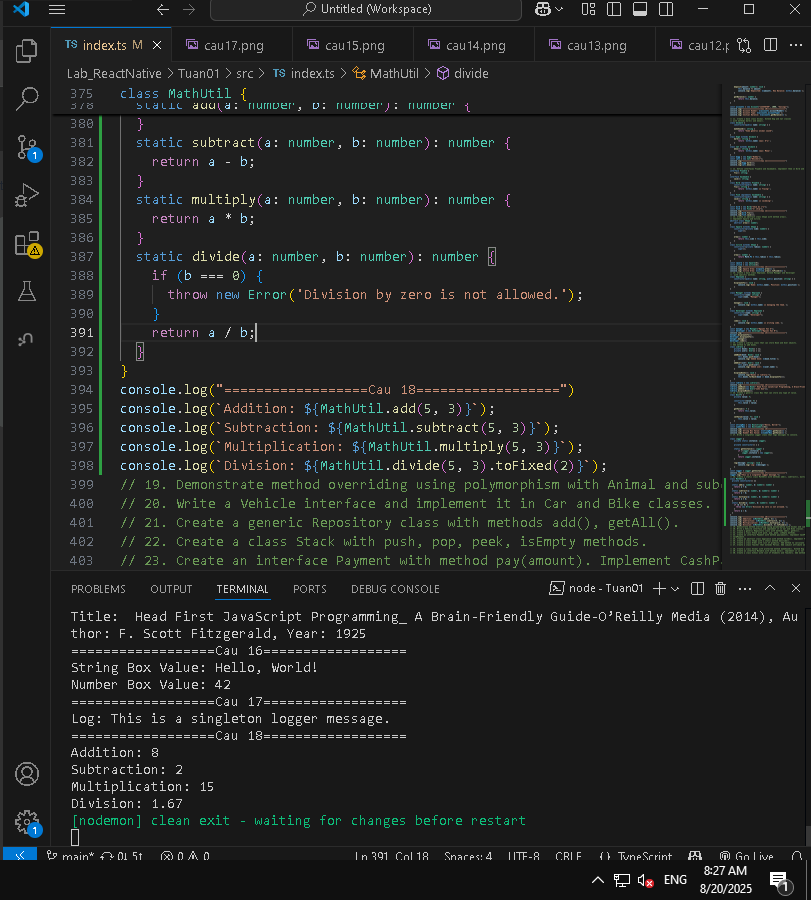 Untitled (Workspace)
TS index.ts M
cau17.png
cau15.png
cau14.png
cau13.png
cau12.p
Lab_ReactNative > Tuan01 > src > TS index.ts > MathUtil > divide
375 class MathUtil {
378 static add(a: number, b: number): number {
380 }
381 static subtract(a: number, b: number): number {
382 return a - b;
383 }
384 static multiply(a: number, b: number): number {
385 return a * b;
386 }
387 static divide(a: number, b: number): number {
388 if (b === 0) {
389 throw new Error('Division by zero is not allowed.');
390 }
391 return a / b;
392 }
393 }
394 console.log("==================Cau 18==================")
395 console.log(`Addition: ${MathUtil.add(5, 3)}`);
396 console.log(`Subtraction: ${MathUtil.subtract(5, 3)}`);
397 console.log(`Multiplication: ${MathUtil.multiply(5, 3)}`);
398 console.log(`Division: ${MathUtil.divide(5, 3).toFixed(2)}`);
399 // 19. Demonstrate method overriding using polymorphism with Animal and sub
400 // 20. Write a Vehicle interface and implement it in Car and Bike classes.
401 // 21. Create a generic Repository class with methods add(), getAll().
402 // 22. Create a class Stack with push, pop, peek, isEmpty methods.
403 // 23. Create an interface Payment with method pay(amount). Implement CashP
PROBLEMS OUTPUT TERMINAL PORTS DEBUG CONSOLE
node - Tuan01
Title:  Head First JavaScript Programming_ A Brain-Friendly Guide-O'Reilly Media (2014), Au
thor: F. Scott Fitzgerald, Year: 1925
==================Cau 16==================
String Box Value: Hello, World!
Number Box Value: 42
==================Cau 17==================
Log: This is a singleton logger message.
==================Cau 18==================
Addition: 8
Subtraction: 2
Multiplication: 15
Division: 1.67
[nodemon] clean exit - waiting for changes before restart
1
1
main* 0↓ 5↑ 0 0 Ln 391, Col 18 Spaces: 4 UTF-8 CRLF {} TypeScript Go Live
ENG
8:27 AM
8/20/2025
1